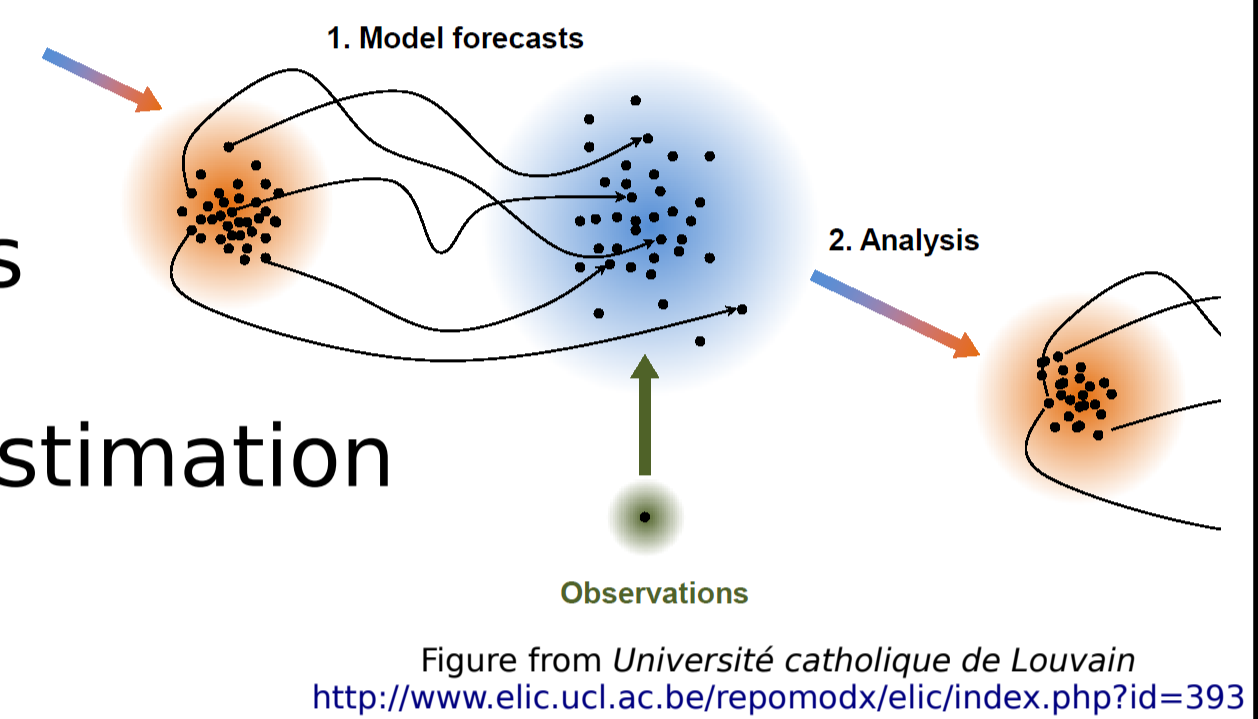 1. Model forecasts
s
2. Analysis
stimation
Observations
Figure from Université catholique de Louvain
http://www.elic.ucl.ac.be/repomodx/elic/index.php?id=393